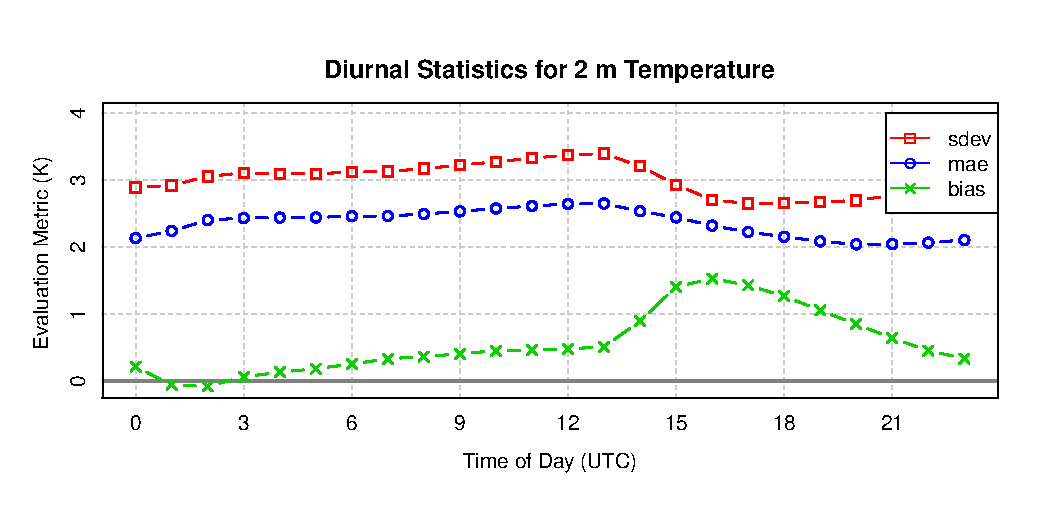 Diurnal Statistics for 2 m Temperature
Evaluation Metric (K)
4
3
2
1
0
sdev
mae
bias
0 3 6 9 12 15 18 21
Time of Day (UTC)